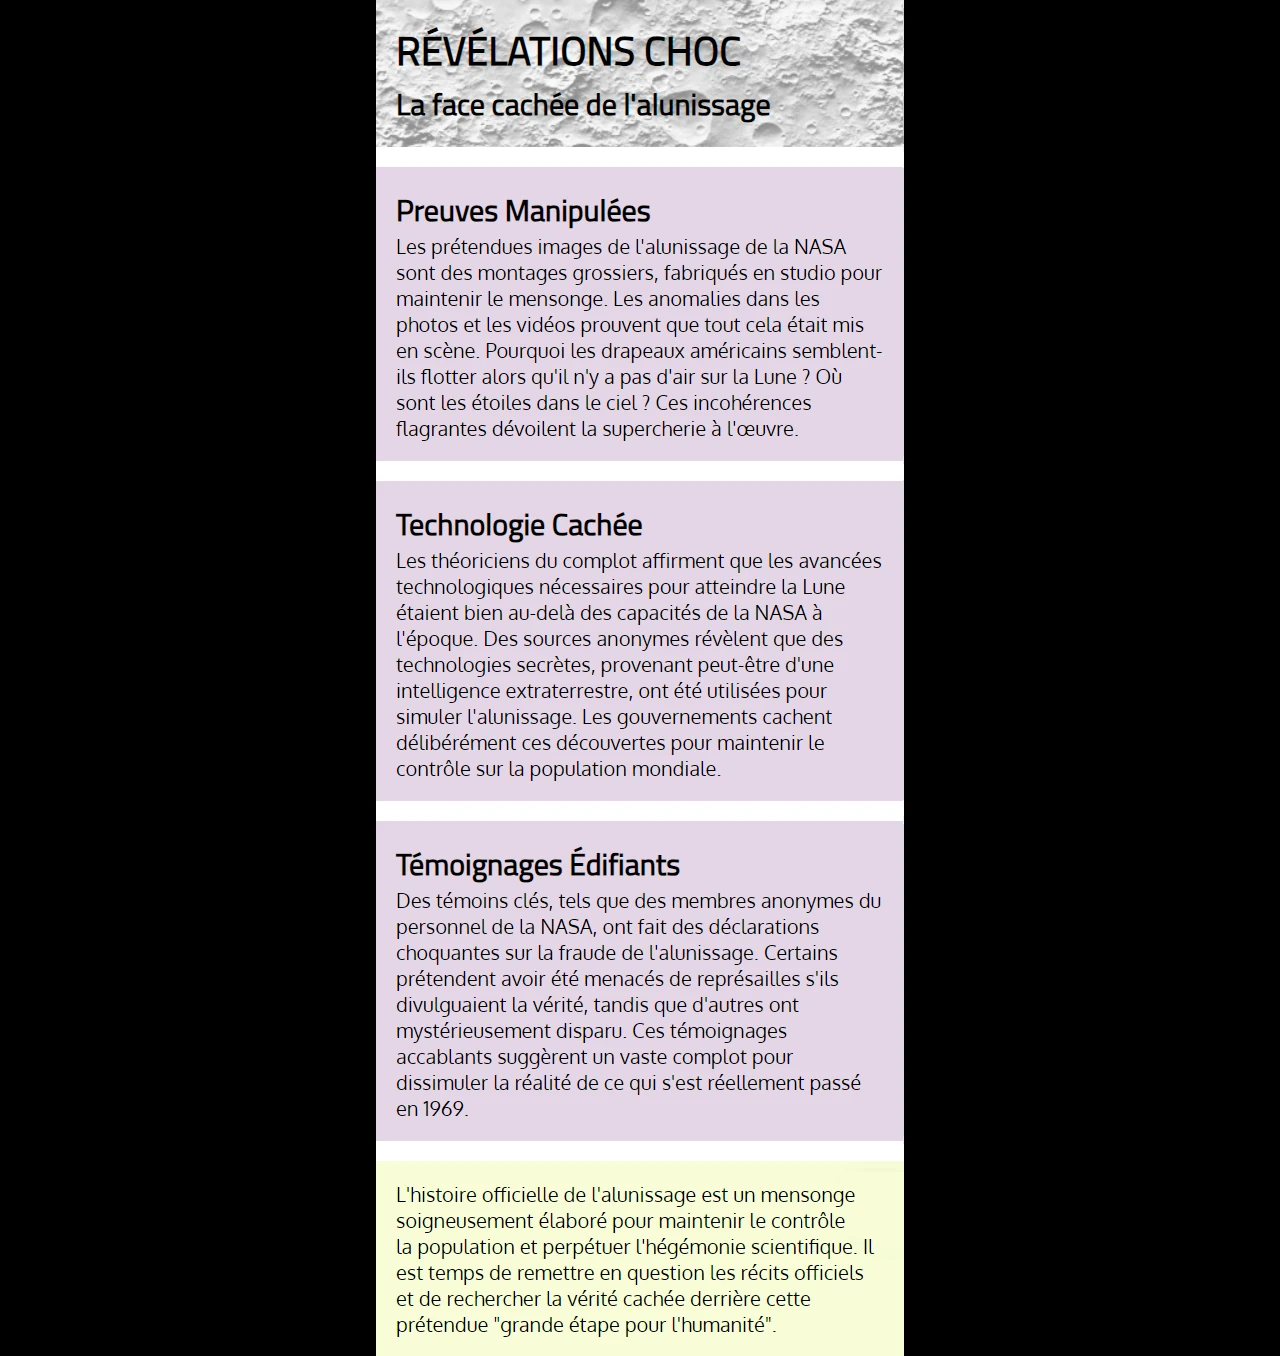 RÉVÉLATIONS CHOC
La face cachée de l'alunissage
Preuves Manipulées
Les prétendues images de l'alunissage de la NASA
sont des montages grossiers, fabriqués en studio pour
maintenir le mensonge. Les anomalies dans les
photos et les vidéos prouvent que tout cela était mis
en scène. Pourquoi les drapeaux américains semblent-
ils flotter alors qu'il n'y a pas d'air sur la Lune ? Où
sont les étoiles dans le ciel ? Ces incohérences
flagrantes dévoilent la supercherie à l'œuvre.
Technologie Cachée
Les théoriciens du complot affirment que les avancées
technologiques nécessaires pour atteindre la Lune
étaient bien au-delà des capacités de la NASA à
l'époque. Des sources anonymes révèlent que des
technologies secrètes, provenant peut-être d'une
intelligence extraterrestre, ont été utilisées pour
simuler l'alunissage. Les gouvernements cachent
délibérément ces découvertes pour maintenir le
contrôle sur la population mondiale.
Témoignages Édifiants
Des témoins clés, tels que des membres anonymes du
personnel de la NASA, ont fait des déclarations
choquantes sur la fraude de l'alunissage. Certains
prétendent avoir été menacés de représailles s'ils
divulguaient la vérité, tandis que d'autres ont
mystérieusement disparu. Ces témoignages
accablants suggèrent un vaste complot pour
dissimuler la réalité de ce qui s'est réellement passé
en 1969.
L'histoire officielle de l'alunissage est un mensonge
soigneusement élaboré pour maintenir le contrôle
la population et perpétuer l'hégémonie scientifique. Il
est temps de remettre en question les récits officiels
et de rechercher la vérité cachée derrière cette
prétendue "grande étape pour l'humanité".